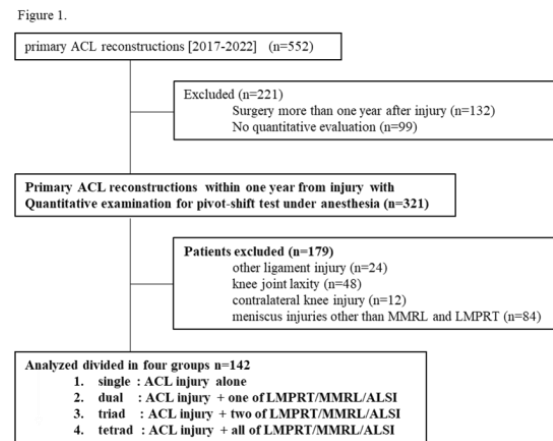 Figure 1.
primary ACL reconstructions [2017-2022] (n=552)
Excluded (n=221)
Surgery more than one year after injury (n=132)
No quantitative evaluation (n=99)
Primary ACL reconstructions within one year from injury with
Quantitative examination for pivot-shift test under anesthesia (n=321)
Patients excluded (n=179)
other ligament injury (n=24)
knee joint laxity (n=48)
contralateral knee injury (n=12)
meniscus injuries other than MMRL and LMPRT (n=84)
Analyzed divided in four groups n=142
1. single : ACL injury alone
2. dual : ACL injury + one of LMPRT/MMRL/ALSI
3. triad : ACL injury + two of LMPRT/MMRL/ALSI
4. tetrad : ACL injury + all of LMPRT/MMRL/ALSI